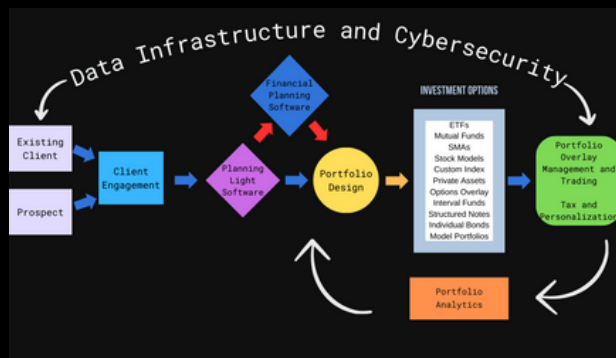 Data Infrastructure and Cybersecurity
Financial
Planning
Software
INVESTMENT OPTIONS
Existing
Client
Prospect
Client
Engagement
Planning
Light
Software
Portfolio
Design
ETFs
Mutual Funds
SMAs
Stock Models
Custom Index
Private Assets
Options Overlay
Interval Funds
Structured Notes
Individual Bonds
Model Portfolios
Portfolio
Overlay
Management and
Trading
Tax and
Personalization
Portfolio
Analytics